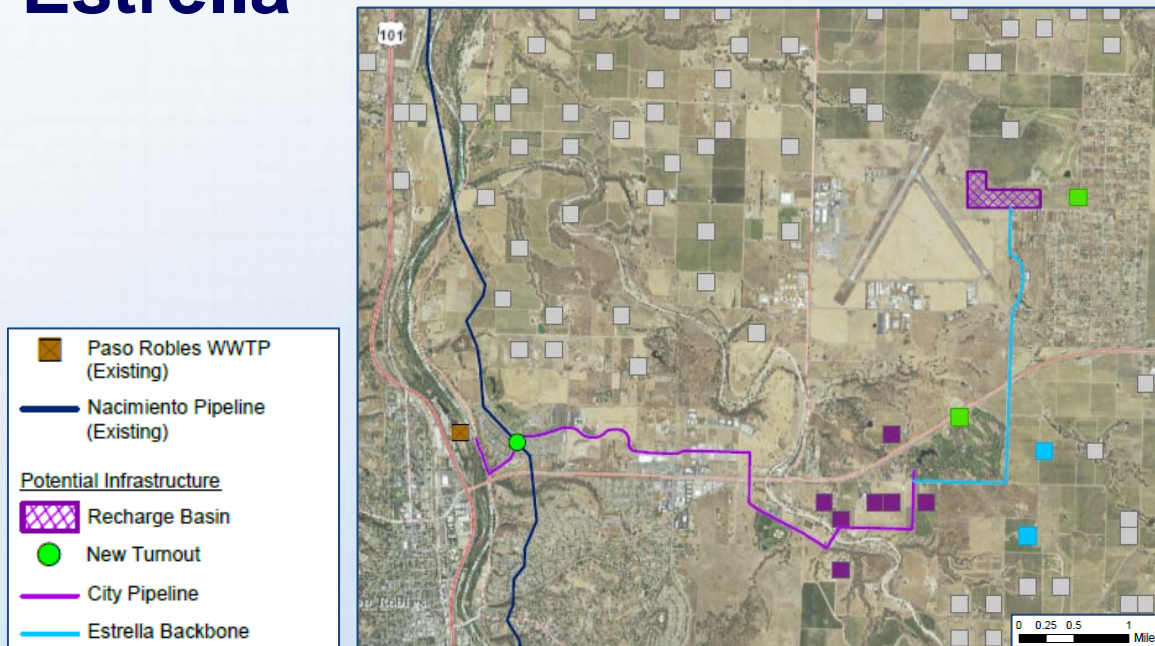 Estrella
101
Paso Robles WWTP
(Existing)
Nacimiento Pipeline
(Existing)
Potential Infrastructure
Recharge Basin
New Turnout
City Pipeline
Estrella Backbone
0 0.25 0.5 1
Mile